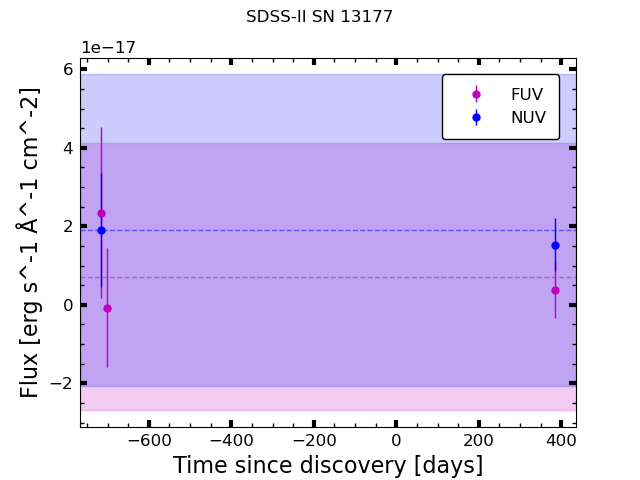 SDSS-II SN 13177
1e−17
6
4
2
0
−2
FUV
NUV
−600
−400
−200
0
200
400
Time since discovery [days]
Flux [erg s^-1 Å^-1 cm^-2]